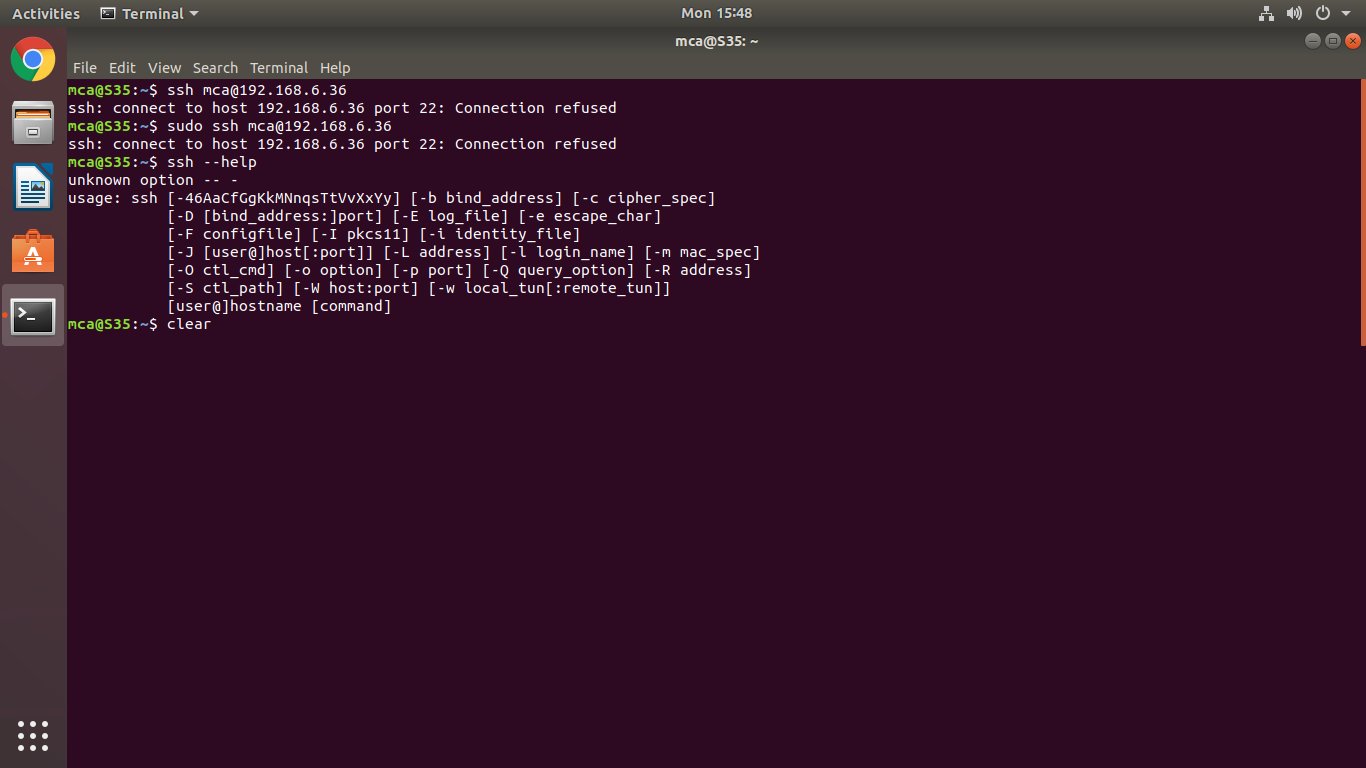 Activities Terminal Mon 15:48
mca@S35: ~
File Edit View Search Terminal Help
mca@S35:~$ ssh mca@192.168.6.36
ssh: connect to host 192.168.6.36 port 22: Connection refused
mca@S35:~$ sudo ssh mca@192.168.6.36
ssh: connect to host 192.168.6.36 port 22: Connection refused
mca@S35:~$ ssh --help
unknown option -- -
usage: ssh [-46AaCfGgKkMNnqsTtVvXxYy] [-b bind_address] [-c cipher_spec]
           [-D [bind_address:]port] [-E log_file] [-e escape_char]
           [-F configfile] [-I pkcs11] [-i identity_file]
           [-J [user@]host[:port]] [-L address] [-l login_name] [-m mac_spec]
           [-O ctl_cmd] [-o option] [-p port] [-Q query_option] [-R address]
           [-S ctl_path] [-W host:port] [-w local_tun[:remote_tun]]
           [user@]hostname [command]
mca@S35:~$ clear